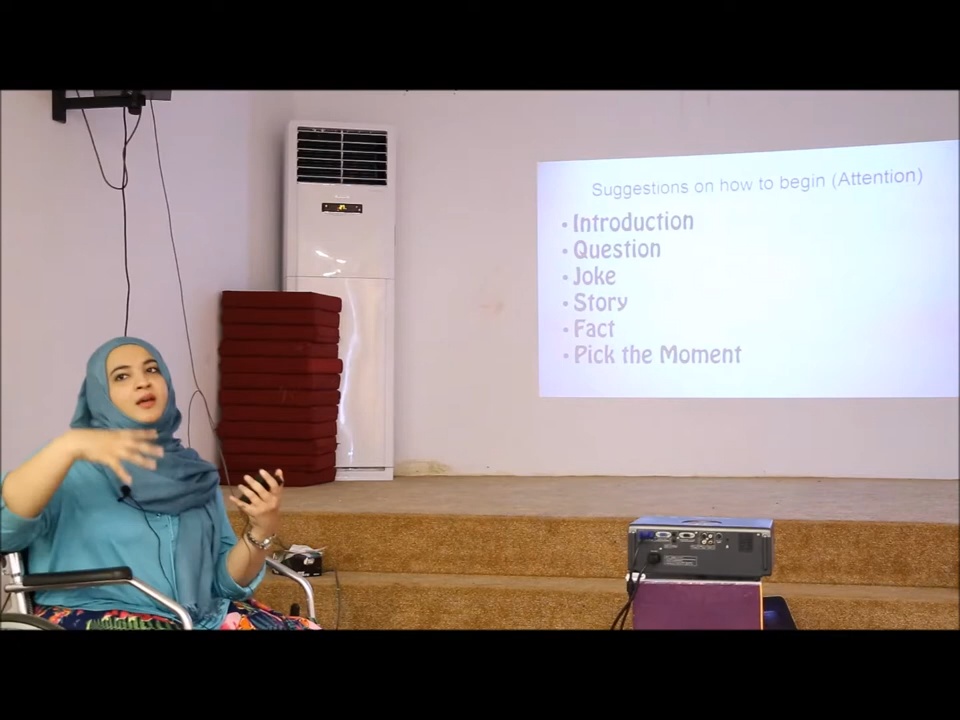 Suggestions on how to begin (Attention)
• Introduction
• Question
• Joke
• Story
• Fact
• Pick the Moment